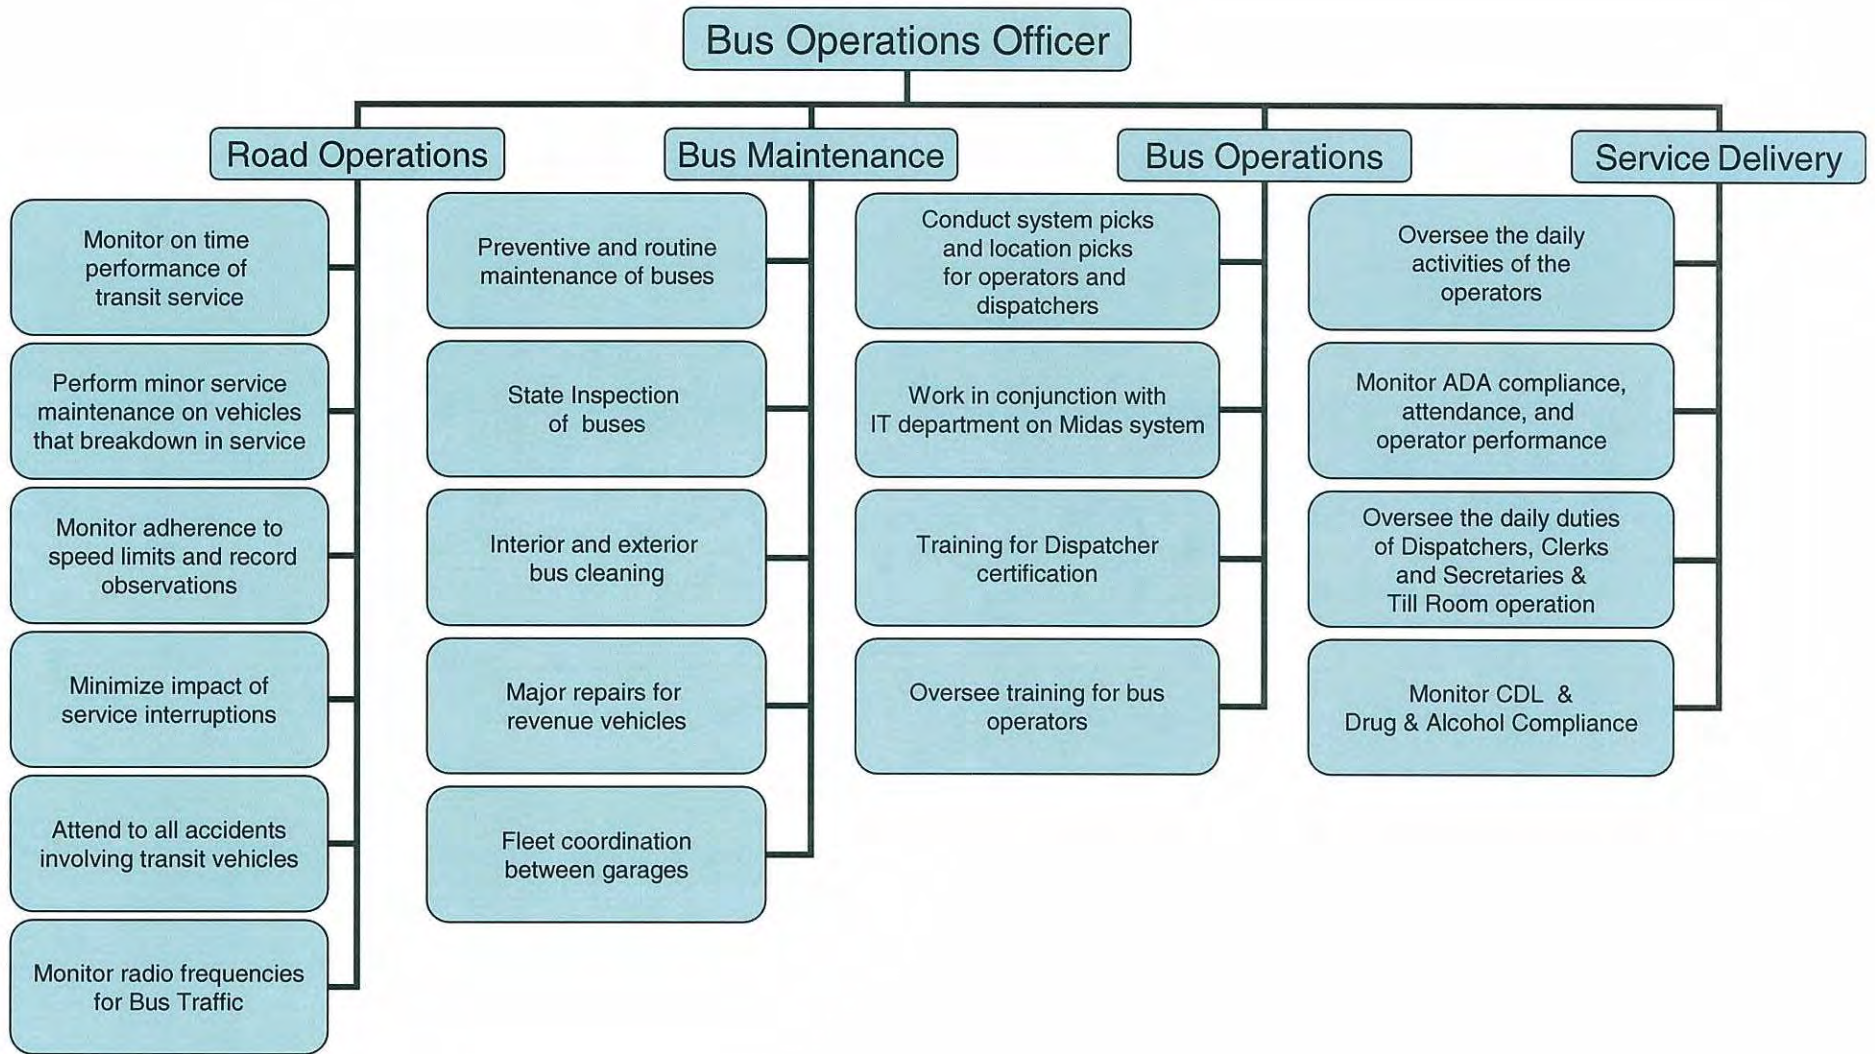 Bus Operations Officer
Road Operations
Bus Maintenance
Bus Operations
Service Delivery
Monitor on time
performance of
transit service
Perform minor service
maintenance on vehicles
that breakdown in service
Monitor adherence to
speed limits and record
observations
Minimize impact of
service interruptions
Attend to all accidents
involving transit vehicles
Monitor radio frequencies
for Bus Traffic
Preventive and routine
maintenance of buses
State Inspection
of buses
Interior and exterior
bus cleaning
Major repairs for
revenue vehicles
Fleet coordination
between garages
Conduct system picks
and location picks
for operators and
dispatchers
Work in conjunction with
IT department on Midas system
Training for Dispatcher
certification
Oversee training for bus
operators
Oversee the daily
activities of the
operators
Monitor ADA compliance,
attendance, and
operator performance
Oversee the daily duties
of Dispatchers, Clerks
and Secretaries &
Till Room operation
Monitor CDL &
Drug & Alcohol Compliance